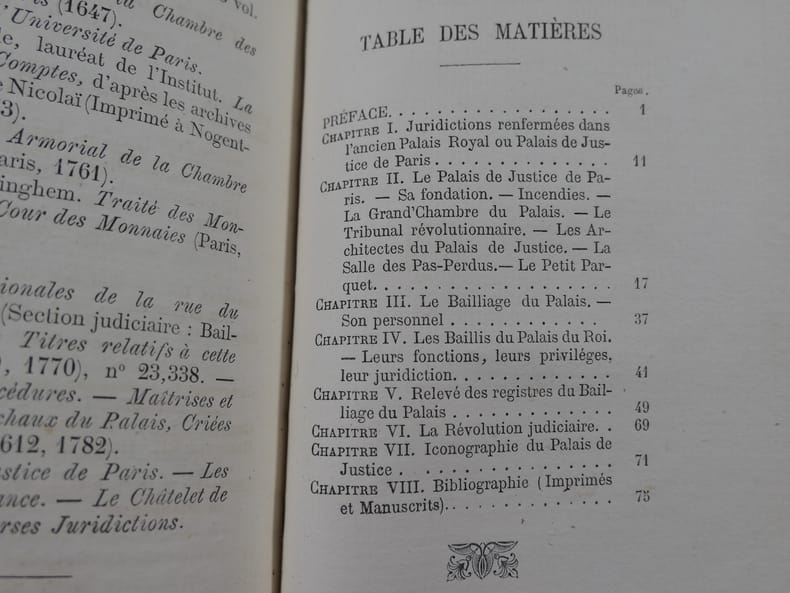 vol.
(1647).
la Chambre des
Université de Paris.
lauréat de l'Institut. La
Comptes, d'après les archives
Nicolaï (Imprimé à Nogent-
3).
Armorial de la Chambre
aris, 1761).
inghem. Traité des Mon-
Cour des Monnaies (Paris,
ionales de la rue du
(Section judiciaire : Bail-
Titres relatifs à cette
), 1770), n° 23,338. —
cédures. — Maîtrises et
chaux du Palais, Criées
612, 1782).
ustice de Paris. — Les
ance. — Le Châtelet de
erses Juridictions.
TABLE DES MATIÈRES
Pages.
PRÉFACE. . . . . . . . . . . . . . . . . 1
CHAPITRE I. Juridictions renfermées dans
l'ancien Palais Royal ou Palais de Jus-
tice de Paris . . . . . . . . . . . . . . 11
CHAPITRE II. Le Palais de Justice de Pa-
ris. — Sa fondation. — Incendies. —
La Grand'Chambre du Palais. — Le
Tribunal révolutionnaire. — Les Ar-
chitectes du Palais de Justice. — La
Salle des Pas-Perdus. — Le Petit Par-
quet. . . . . . . . . . . . . . . . . . 17
CHAPITRE III. Le Bailliage du Palais. —
Son personnel . . . . . . . . . . . . 37
CHAPITRE IV. Les Baillis du Palais du Roi.
— Leurs fonctions, leurs priviléges,
leur juridiction. . . . . . . . . . . . 41
CHAPITRE V. Relevé des registres du Bail-
liage du Palais . . . . . . . . . . . . 49
CHAPITRE VI. La Révolution judiciaire. . 69
CHAPITRE VII. Iconographie du Palais de
Justice . . . . . . . . . . . . . . . . 71
CHAPITRE VIII. Bibliographie (Imprimés
et Manuscrits). . . . . . . . . . . . . 75